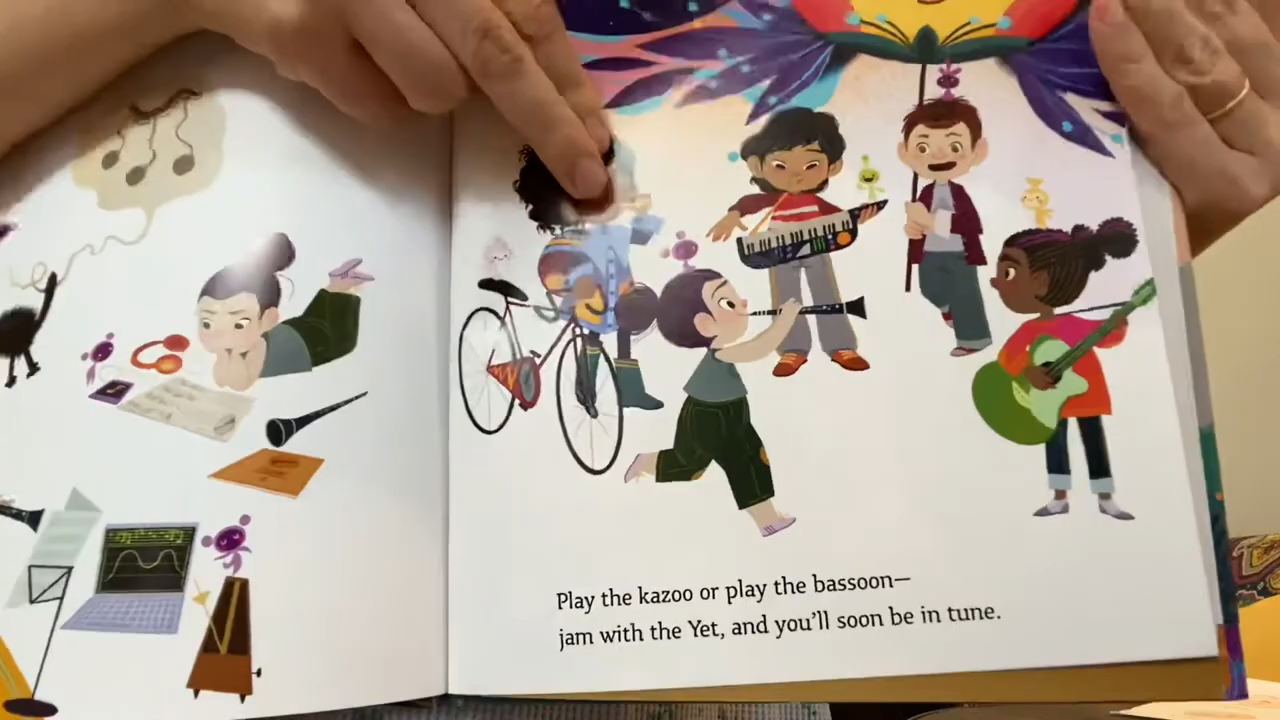 Play the kazoo or play the bassoon—
jam with the Yet, and you'll soon be in tune.